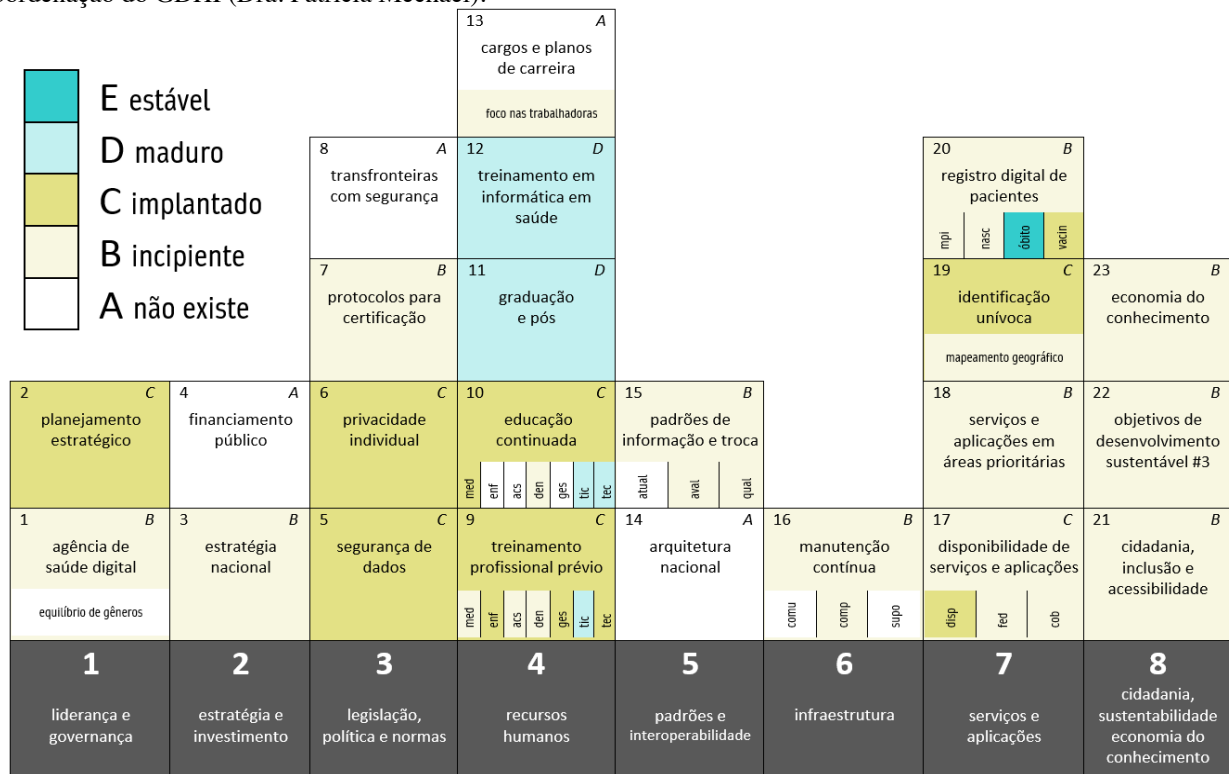 13 A
cargos e planos
de carreira
foco nas trabalhadoras
E estável
D maduro
C implantado
B incipiente
A não existe
8 A
transfronteiras
com segurança
12 D
treinamento em
informática em
saúde
20 B
registro digital de
pacientes
mpi
nasc
óbito
vacin
7 B
protocolos para
certificação
11 D
graduação
e pós
19 C
identificação
unívoca
mapeamento geográfico
23 B
economia do
conhecimento
2 C
planejamento
estratégico
4 A
financiamento
público
6 C
privacidade
individual
10 C
educação
continuada
med
enf
acs
den
ges
tic
tec
15 B
padrões de
informação e troca
atual
aval
qual
18 B
serviços e
aplicações em
áreas prioritárias
22 B
objetivos de
desenvolvimento
sustentável #3
1 B
agência de
saúde digital
equilíbrio de gêneros
3 B
estratégia
nacional
5 C
segurança de
dados
9 C
treinamento
profissional prévio
med
enf
acs
den
ges
tic
tec
14 A
arquitetura
nacional
16 B
manutenção
contínua
comu
comp
supo
17 C
disponibilidade de
serviços e aplicações
disp
fed
cob
21 B
cidadania,
inclusão e
acessibilidade
1
liderança e
governança
2
estratégia e
investimento
3
legislação,
política e normas
4
recursos
humanos
5
padrões e
interoperabilidade
6
infraestrutura
7
serviços e
aplicações
8
cidadania,
sustentabilidade
economia do
conhecimento